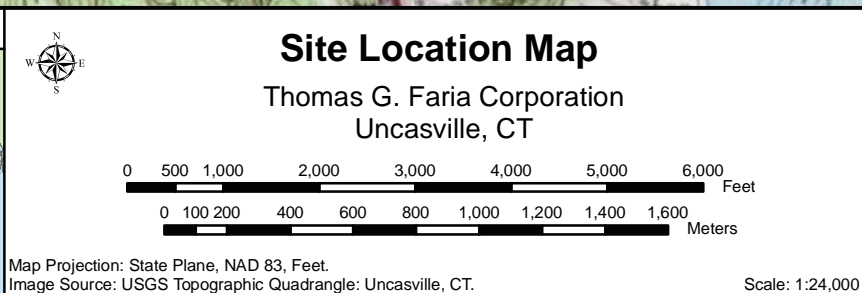 N
W E
S
Site Location Map
Thomas G. Faria Corporation
Uncasville, CT
0 500 1,000 2,000 3,000 4,000 5,000 6,000
Feet
0 100 200 400 600 800 1,000 1,200 1,400 1,600
Meters
Map Projection: State Plane, NAD 83, Feet.
Image Source: USGS Topographic Quadrangle: Uncasville, CT. Scale: 1:24,000